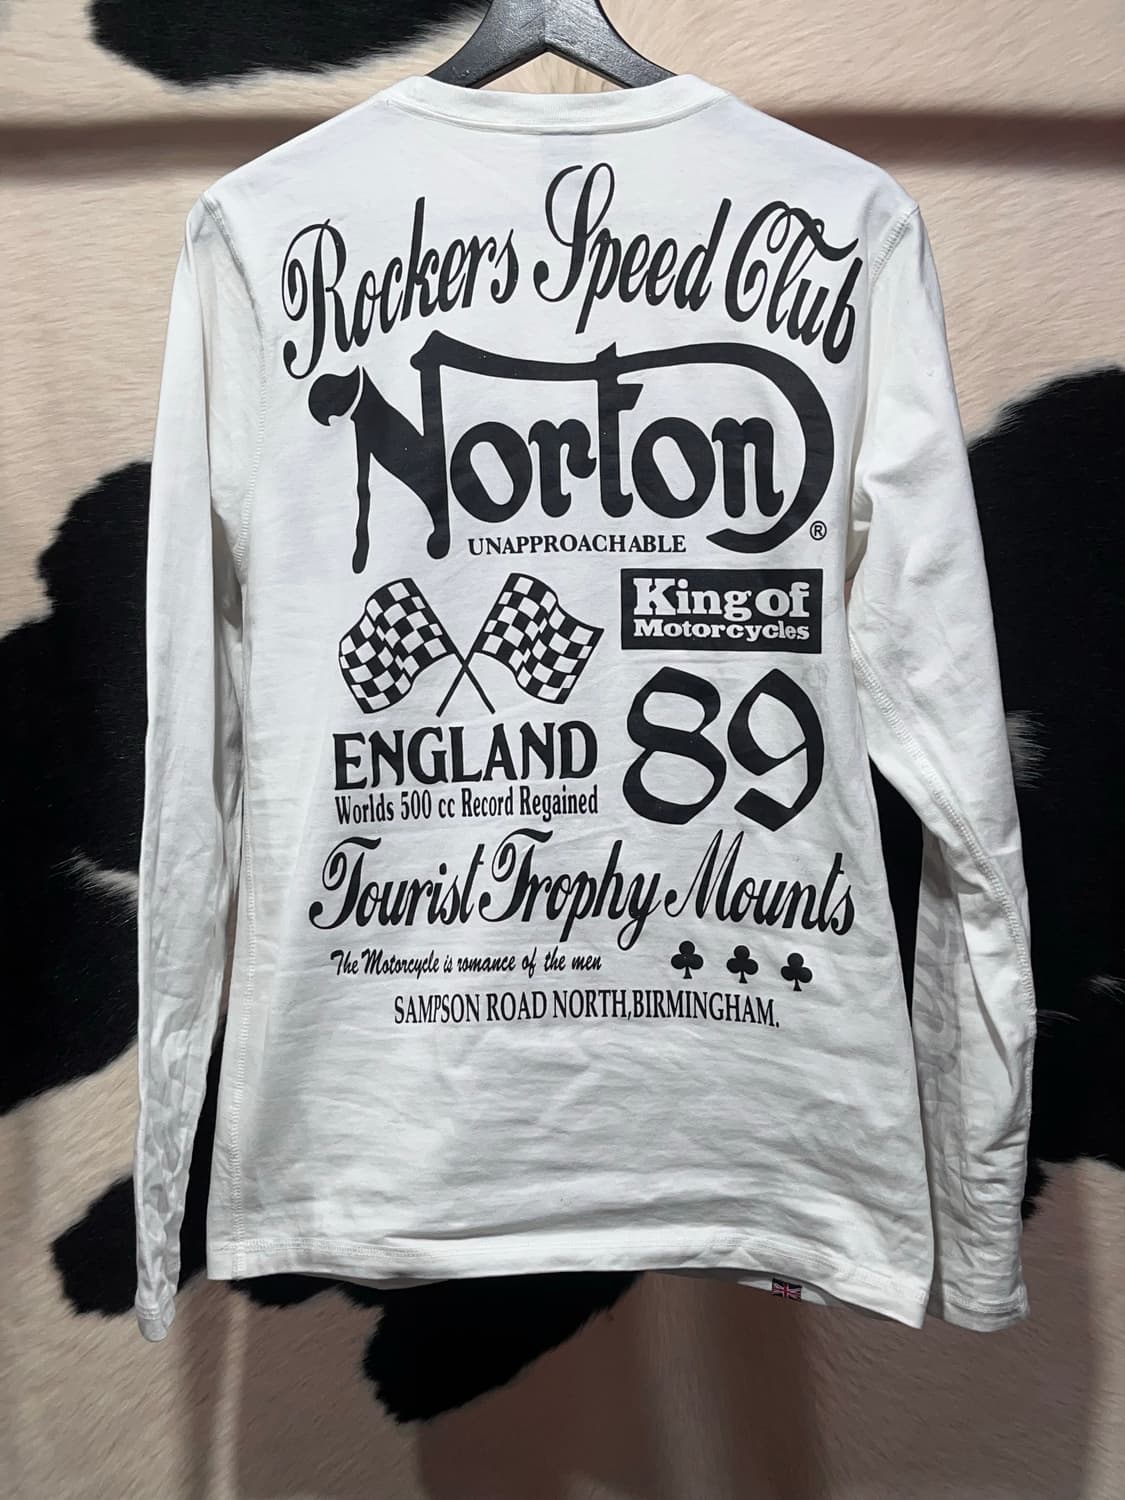 Rockers Speed Club
Norton
®
UNAPPROACHABLE
King of
Motorcycles
89
ENGLAND
Worlds 500 cc Record Regained
Tourist Trophy Mounts
The Motorcycle is romance of the men
SAMPSON ROAD NORTH,BIRMINGHAM.